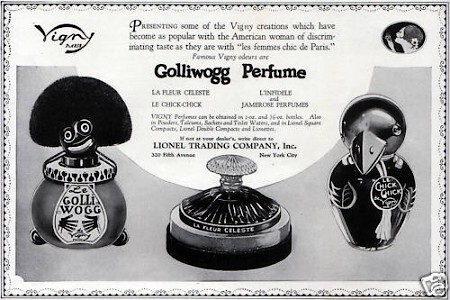 Vigny
PARIS
PRESENTING some of the Vigny creations which have
become as popular with the American woman of discrim-
inating taste as they are with "les femmes chic de Paris."
Famous Vigny odeurs are
Golliwogg Perfume
LA FLEUR CELESTE
L'INFIDELE
LE CHICK-CHICK
and
JAMEROSE PERFUMES
VIGNY Perfumes can be obtained in 2-oz. and
bottles. Also
in Powders, Talcums, Sachets and Toilet Waters, and in Lionel Square
Compacts, Lionel Double Compacts and Lionettes.
If not at your dealer's, write direct to
LIONEL TRADING COMPANY, Inc.
320 Fifth Avenue
New York City
Le
GOLLI
WOGG
LA FLEUR CELESTE
LE
CHICK
CHICK
de
Vigny